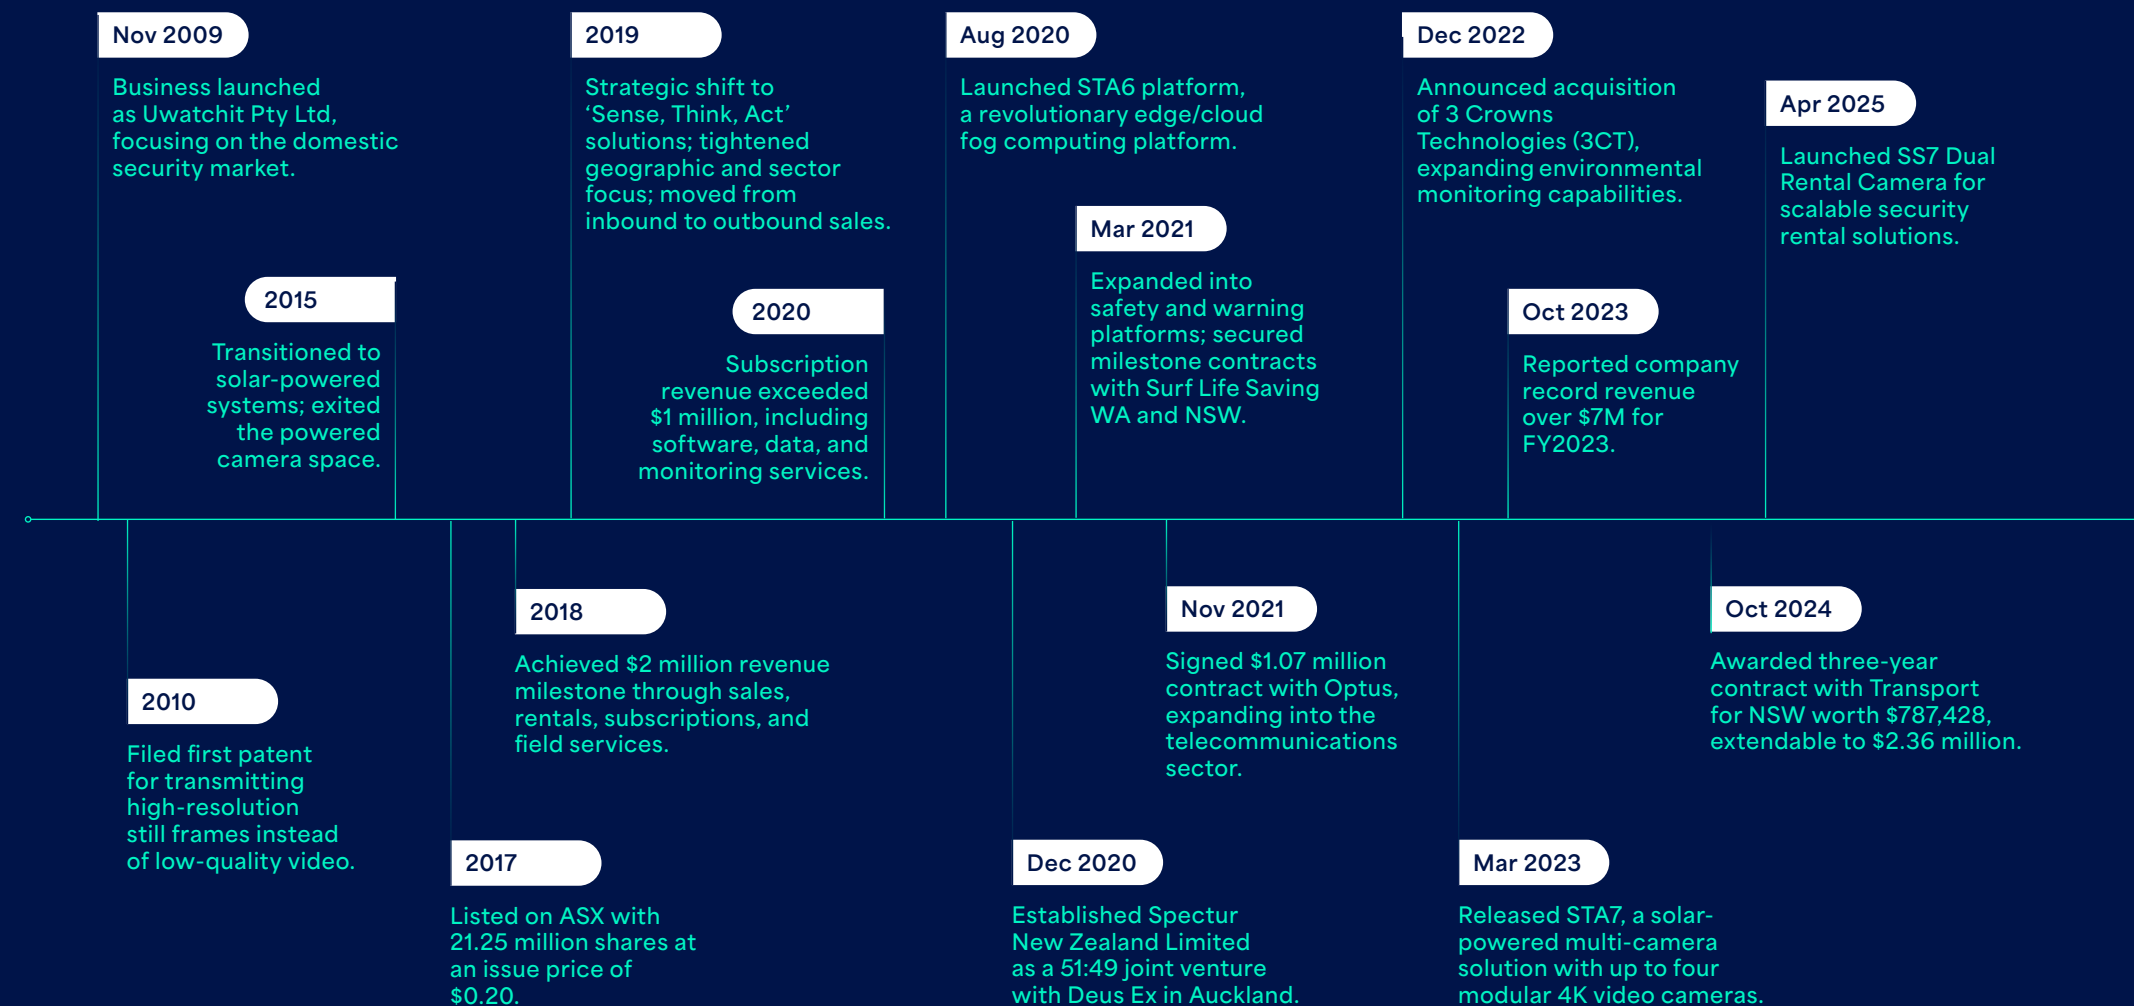 Nov 2009
Business launched
as Uwatchit Pty Ltd,
focusing on the domestic
security market.
2010
Filed first patent
for transmitting
high-resolution
still frames instead
of low-quality video.
2015
Transitioned to
solar-powered
systems; exited
the powered
camera space.
2017
Listed on ASX with
21.25 million shares at
an issue price of
$0.20.
2018
Achieved $2 million revenue
milestone through sales,
rentals, subscriptions, and
field services.
2019
Strategic shift to
‘Sense, Think, Act’
solutions; tightened
geographic and sector
focus; moved from
inbound to outbound sales.
2020
Subscription
revenue exceeded
$1 million, including
software, data, and
monitoring services.
Aug 2020
Launched STA6 platform,
a revolutionary edge/cloud
fog computing platform.
Dec 2020
Established Spectur
New Zealand Limited
as a 51:49 joint venture
with Deus Ex in Auckland.
Mar 2021
Expanded into
safety and warning
platforms; secured
milestone contracts
with Surf Life Saving
WA and NSW.
Nov 2021
Signed $1.07 million
contract with Optus,
expanding into the
telecommunications
sector.
Dec 2022
Announced acquisition
of 3 Crowns
Technologies (3CT),
expanding environmental
monitoring capabilities.
Mar 2023
Released STA7, a solar-
powered multi-camera
solution with up to four
modular 4K video cameras.
Oct 2023
Reported company
record revenue
over $7M for
FY2023.
Oct 2024
Awarded three-year
contract with Transport
for NSW worth $787,428,
extendable to $2.36 million.
Apr 2025
Launched SS7 Dual
Rental Camera for
scalable security
rental solutions.